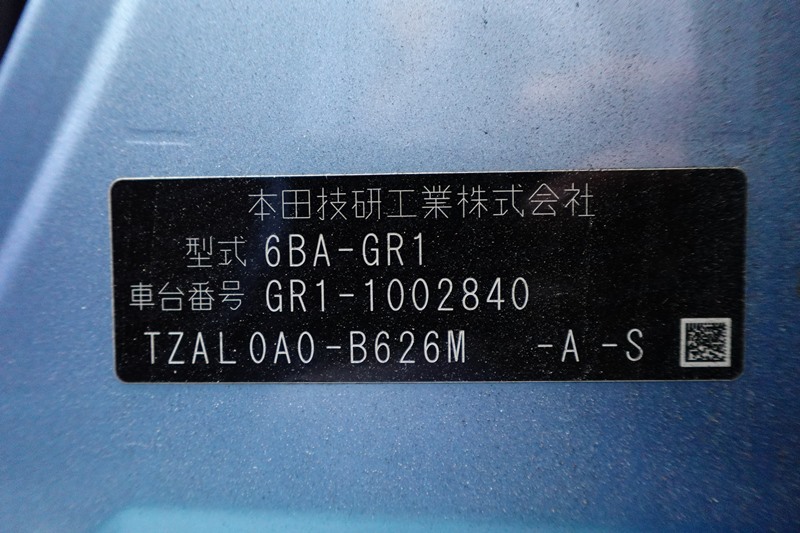 本田技研工業株式会社
型式 6BA-GR1
車台番号 GR1-1002840
TZAL0A0-B626M -A -S